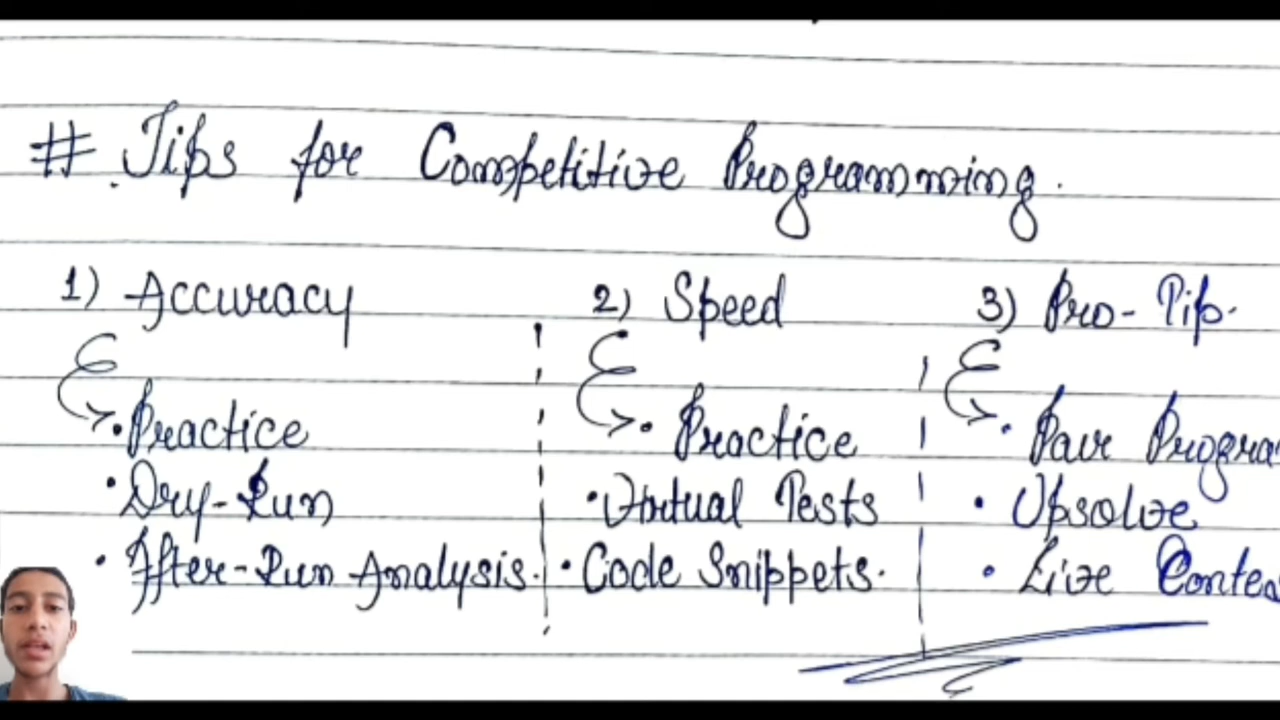 # Tips for Competitive Programming.
1) Accuracy 2) Speed 3) Pro-Tip.
• Practice • Practice • Pair Progra
• Dry-Run • Virtual Tests • Upsolve
• After-Run Analysis. • Code Snippets. • Live Contes